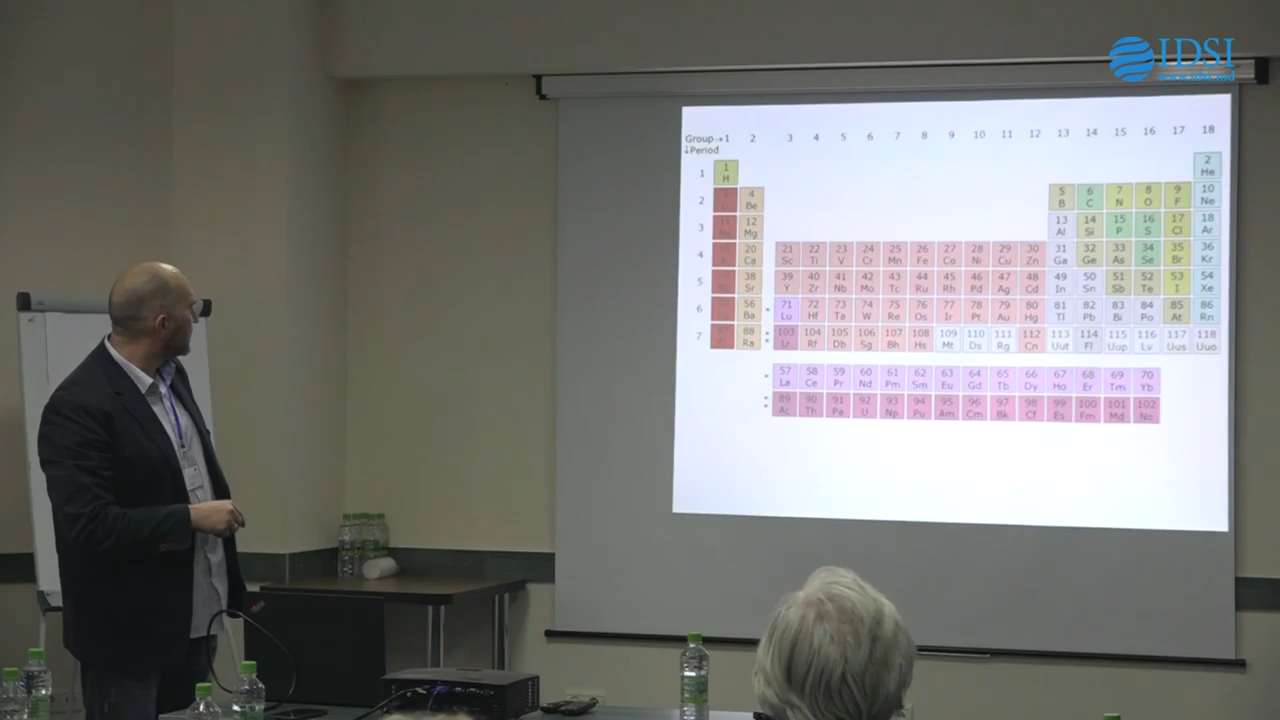 IDSI
www.idsi.md
Group→1 2 3 4 5 6 7 8 9 10 11 12 13 14 15 16 17 18
↓Period
1 1 2
H He
2 4 5 6 7 8 9 10
Be B C N O F Ne
3 12 13 14 15 16 17 18
Mg Al Si P S Cl Ar
4 20 21 22 23 24 25 26 27 28 29 30 31 32 33 34 35 36
Ca Sc Ti V Cr Mn Fe Co Ni Cu Zn Ga Ge As Se Br Kr
5 38 39 40 41 42 43 44 45 46 47 48 49 50 51 52 53 54
Sr Y Zr Nb Mo Tc Ru Rh Pd Ag Cd In Sn Sb Te I Xe
6 56 * 71 72 73 74 75 76 77 78 79 80 81 82 83 84 85 86
Ba Lu Hf Ta W Re Os Ir Pt Au Hg Tl Pb Bi Po At Rn
7 88 * 103 104 105 106 107 108 109 110 111 112 113 114 115 116 117 118
Ra * Lr Rf Db Sg Bh Hs Mt Ds Rg Cn Uut Fl Uup Lv Uus Uuo
* 57 58 59 60 61 62 63 64 65 66 67 68 69 70
La Ce Pr Nd Pm Sm Eu Gd Tb Dy Ho Er Tm Yb
* 89 90 91 92 93 94 95 96 97 98 99 100 101 102
* Ac Th Pa U Np Pu Am Cm Bk Cf Es Fm Md No